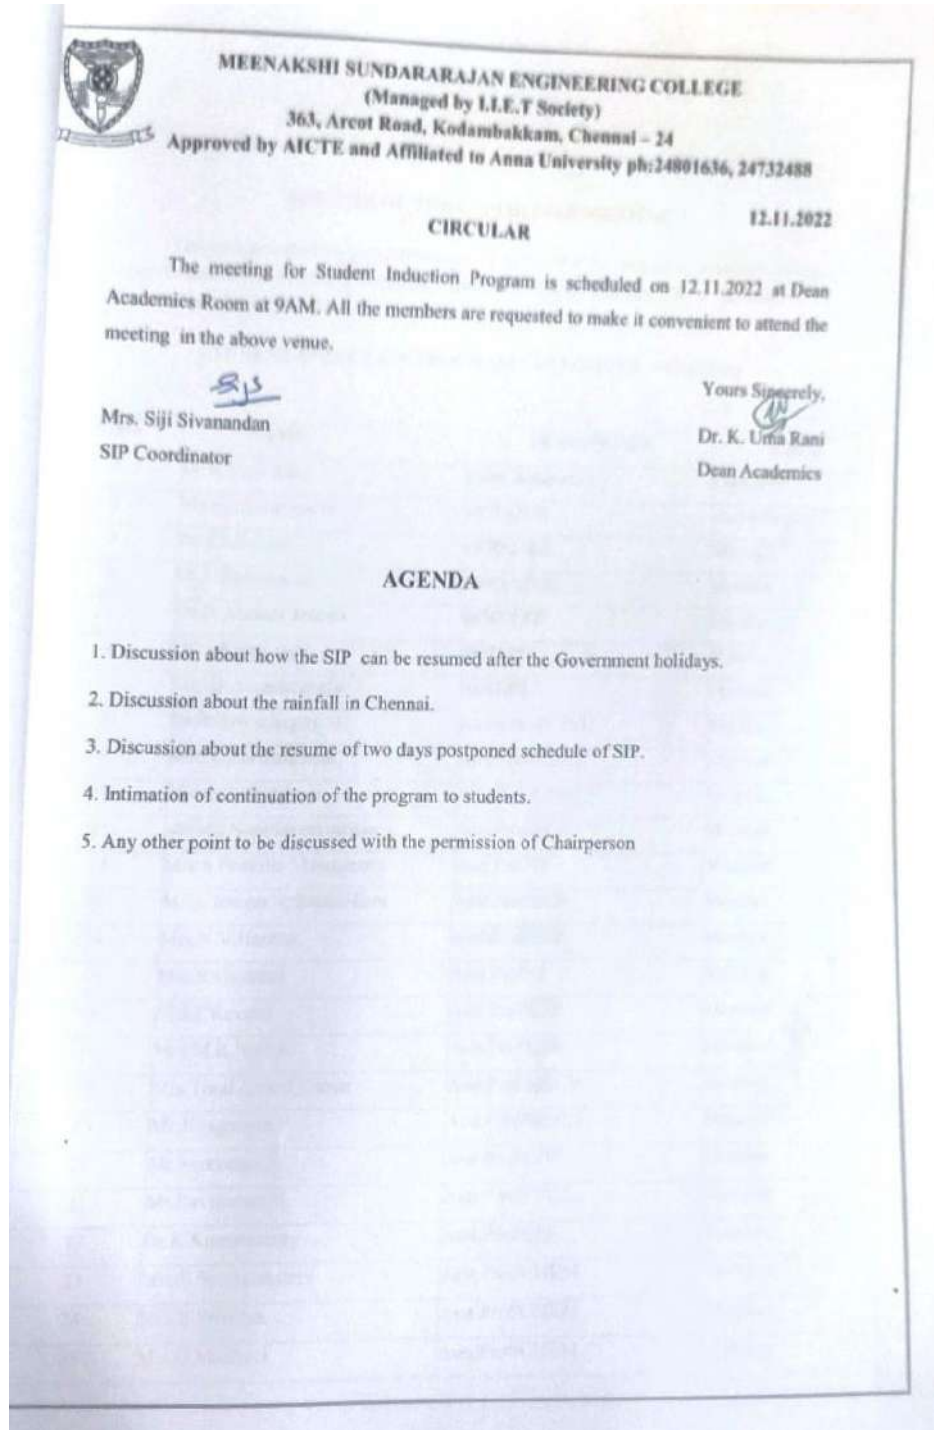 MEENAKSHI SUNDARARAJAN ENGINEERING COLLEGE
(Managed by I.I.E.T Society)
363, Arcot Road, Kodambakkam, Chennai – 24
Approved by AICTE and Affiliated to Anna University ph:24801636, 24732488
12.11.2022
CIRCULAR
The meeting for Student Induction Program is scheduled on 12.11.2022 at Dean
Academics Room at 9AM. All the members are requested to make it convenient to attend the
meeting in the above venue.
Yours Sincerely,
Mrs. Siji Sivanandan
Dr. K. Uma Rani
SIP Coordinator
Dean Academics
AGENDA
1. Discussion about how the SIP can be resumed after the Government holidays.
2. Discussion about the rainfall in Chennai.
3. Discussion about the resume of two days postponed schedule of SIP.
4. Intimation of continuation of the program to students.
5. Any other point to be discussed with the permission of Chairperson